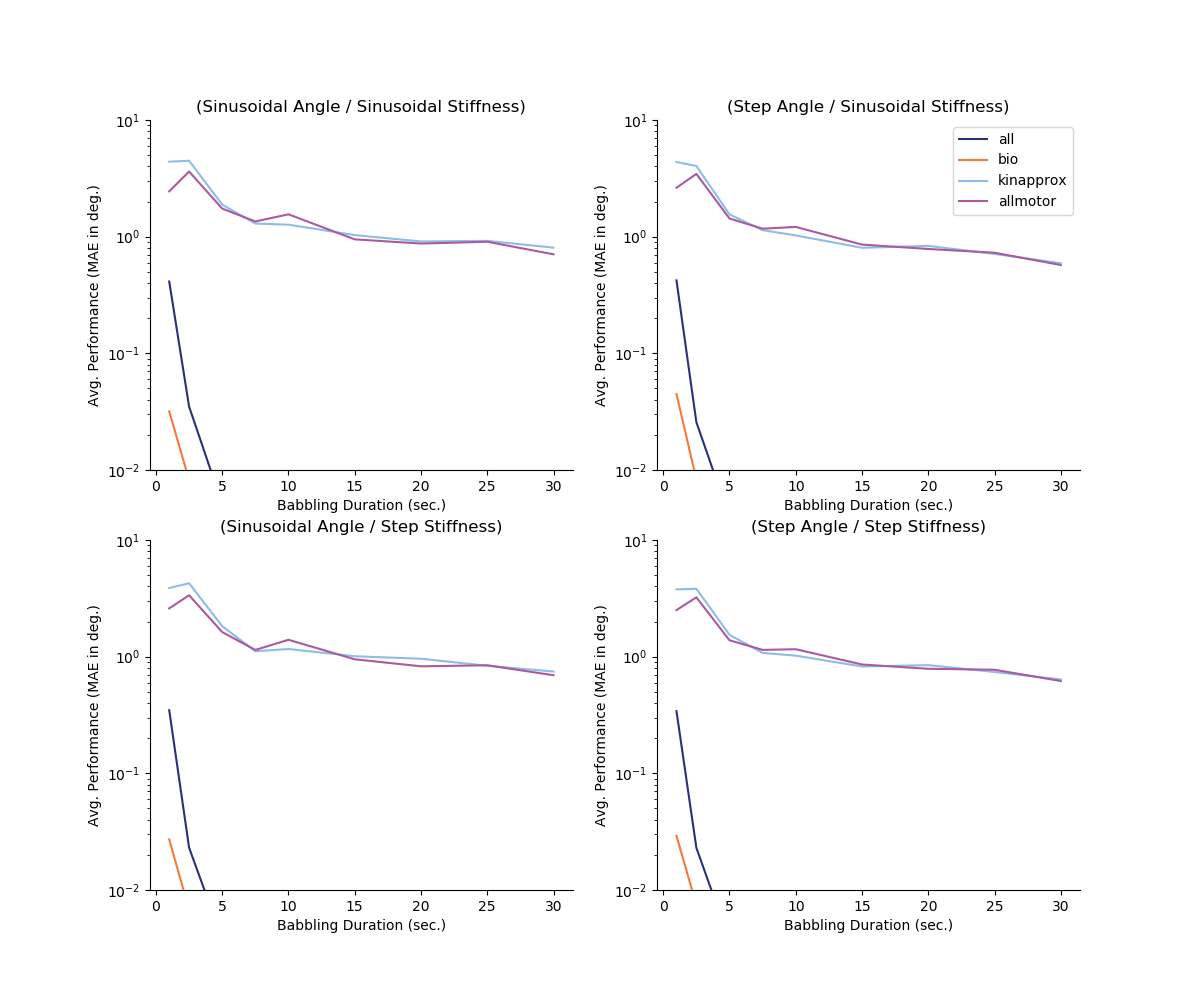 (Sinusoidal Angle / Sinusoidal Stiffness)
10^1
10^0
10^-1
10^-2
Avg. Performance (MAE in deg.)
0 5 10 15 20 25 30
Babbling Duration (sec.)
(Step Angle / Sinusoidal Stiffness)
10^1
10^0
10^-1
10^-2
Avg. Performance (MAE in deg.)
all
bio
kinapprox
allmotor
0 5 10 15 20 25 30
Babbling Duration (sec.)
(Sinusoidal Angle / Step Stiffness)
10^1
10^0
10^-1
10^-2
Avg. Performance (MAE in deg.)
0 5 10 15 20 25 30
Babbling Duration (sec.)
(Step Angle / Step Stiffness)
10^1
10^0
10^-1
10^-2
Avg. Performance (MAE in deg.)
0 5 10 15 20 25 30
Babbling Duration (sec.)